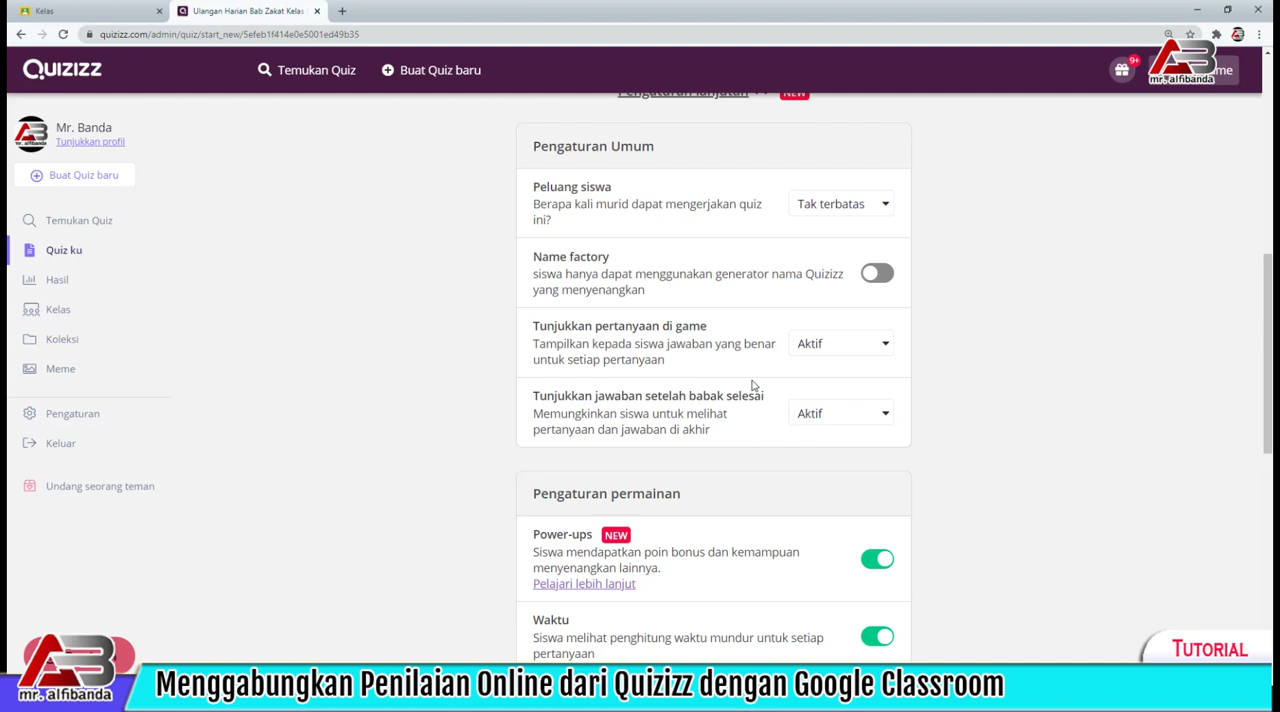 Kelas
Ulangan Harian Bab Zakat Kelas
quizizz.com/admin/quiz/start_new/5efeb1f414e0e5001ed49b35
QUIZIZZ
Temukan Quiz
Buat Quiz baru
9+
me
mr. alfibanda
Pengaturan lanjutan
NEW
Mr. Banda
Tunjukkan profil
Buat Quiz baru
Temukan Quiz
Quiz ku
Hasil
Kelas
Koleksi
Meme
Pengaturan
Keluar
Undang seorang teman
Pengaturan Umum
Peluang siswa
Berapa kali murid dapat mengerjakan quiz
ini?
Tak terbatas
Name factory
siswa hanya dapat menggunakan generator nama Quizizz
yang menyenangkan
Tunjukkan pertanyaan di game
Tampilkan kepada siswa jawaban yang benar
untuk setiap pertanyaan
Aktif
Tunjukkan jawaban setelah babak selesai
Memungkinkan siswa untuk melihat
pertanyaan dan jawaban di akhir
Aktif
Pengaturan permainan
Power-ups NEW
Siswa mendapatkan poin bonus dan kemampuan
menyenangkan lainnya.
Pelajari lebih lanjut
Waktu
Siswa melihat penghitung waktu mundur untuk setiap
pertanyaan
TUTORIAL
mr. alfibanda
Menggabungkan Penilaian Online dari Quizizz dengan Google Classroom